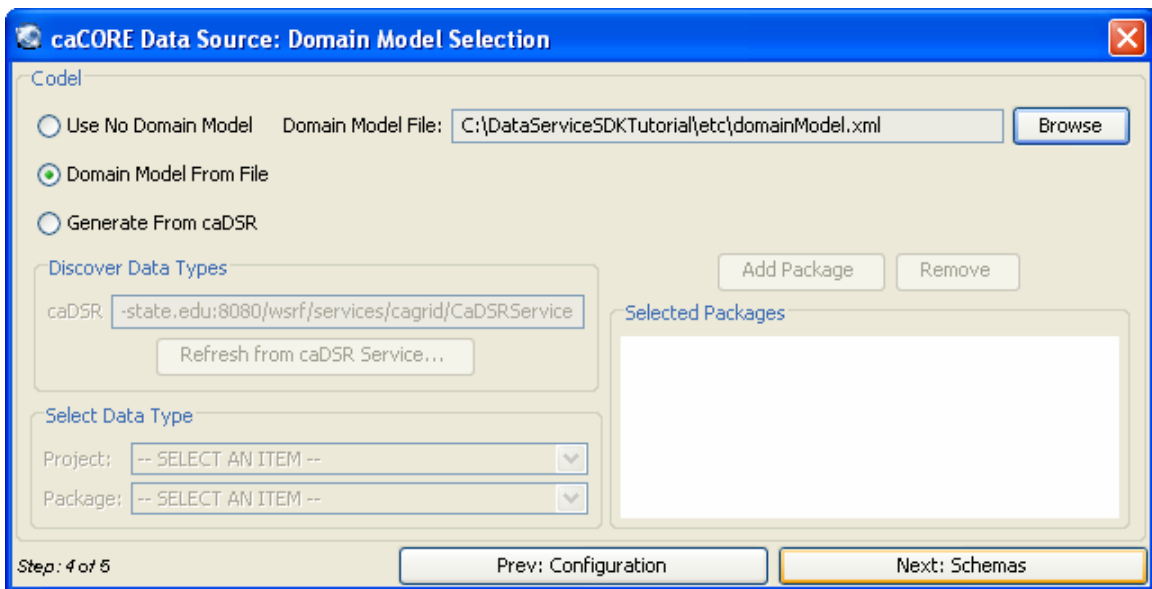 caCORE Data Source: Domain Model Selection
Codel
Use No Domain Model
Domain Model File: C:\DataServiceSDKTutorial\etc\domainModel.xml
Browse
Domain Model From File
Generate From caDSR
Discover Data Types
Add Package
Remove
caDSR -state.edu:8080/wsrf/services/cagrid/CaDSRService
Selected Packages
Refresh from caDSR Service...
Select Data Type
Project: -- SELECT AN ITEM --
Package: -- SELECT AN ITEM --
Step: 4 of 5
Prev: Configuration
Next: Schemas